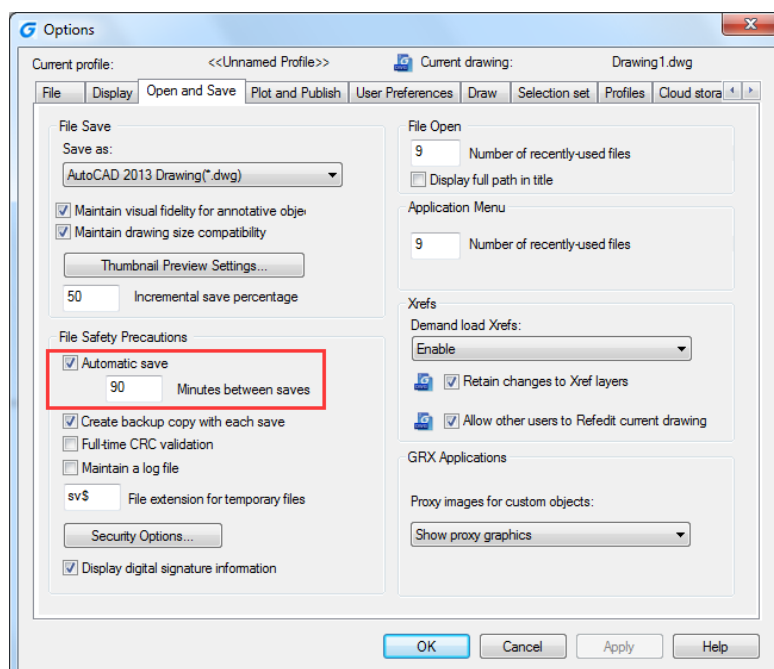 Options
Current profile: <<Unnamed Profile>> Current drawing: Drawing1.dwg
File Display Open and Save Plot and Publish User Preferences Draw Selection set Profiles Cloud stora
File Save
Save as:
AutoCAD 2013 Drawing(*.dwg)
Maintain visual fidelity for annotative obje
Maintain drawing size compatibility
Thumbnail Preview Settings...
50 Incremental save percentage
File Safety Precautions
Automatic save
90 Minutes between saves
Create backup copy with each save
Full-time CRC validation
Maintain a log file
sv$ File extension for temporary files
Security Options...
Display digital signature information
File Open
9 Number of recently-used files
Display full path in title
Application Menu
9 Number of recently-used files
Xrefs
Demand load Xrefs:
Enable
Retain changes to Xref layers
Allow other users to Refedit current drawing
GRX Applications
Proxy images for custom objects:
Show proxy graphics
OK Cancel Apply Help